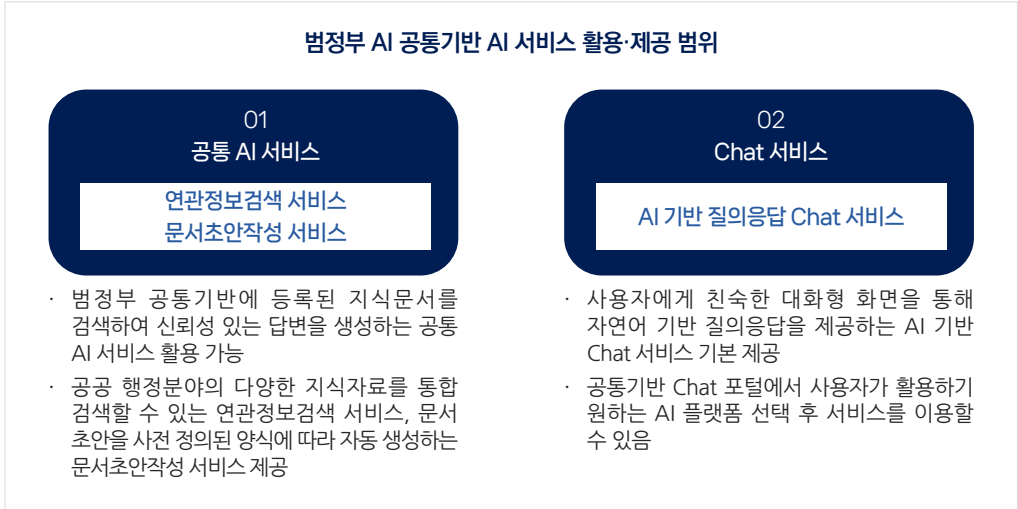 범정부 AI 공통기반 AI 서비스 활용·제공 범위
01
공통 AI 서비스
연관정보검색 서비스
문서초안작성 서비스
· 범정부 공통기반에 등록된 지식문서를
검색하여 신뢰성 있는 답변을 생성하는 공통
AI 서비스 활용 가능
· 공공 행정분야의 다양한 지식자료를 통합
검색할 수 있는 연관정보검색 서비스, 문서
초안을 사전 정의된 양식에 따라 자동 생성하는
문서초안작성 서비스 제공
02
Chat 서비스
AI 기반 질의응답 Chat 서비스
· 사용자에게 친숙한 대화형 화면을 통해
자연어 기반 질의응답을 제공하는 AI 기반
Chat 서비스 기본 제공
· 공통기반 Chat 포털에서 사용자가 활용하기
원하는 AI 플랫폼 선택 후 서비스를 이용할
수 있음